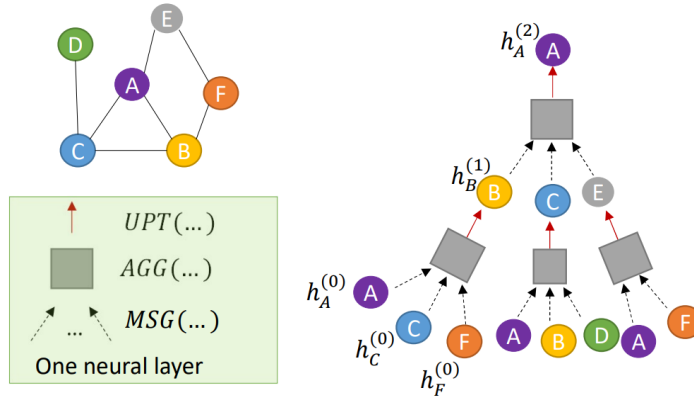 E
D
A
F
C
B
UPT(...)
AGG(...)
...
MSG(...)
One neural layer
h_A^{(2)} A
h_B^{(1)} B C E
h_A^{(0)} A
h_C^{(0)} C
h_F^{(0)} F
A B D A F